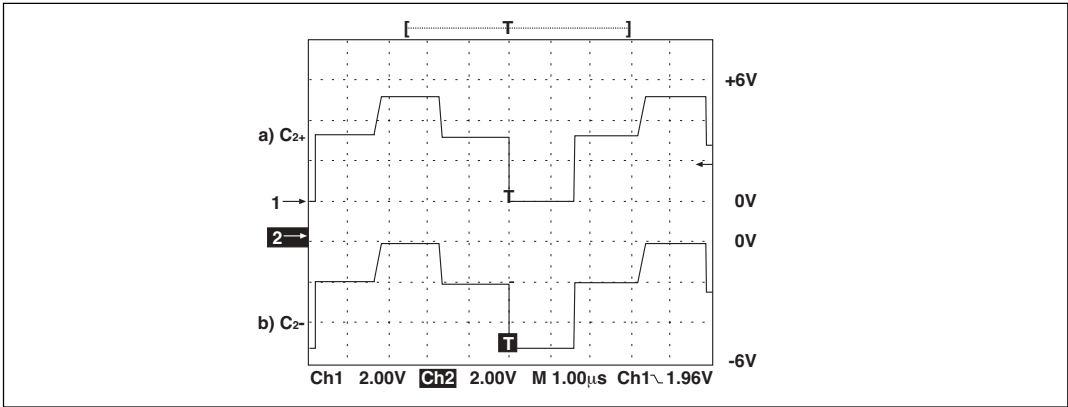 [ T ]
+6V
a) C2+
T
1
0V
2
0V
b) C2-
T
-6V
Ch1 2.00V Ch2 2.00V M 1.00µs Ch1 1.96V